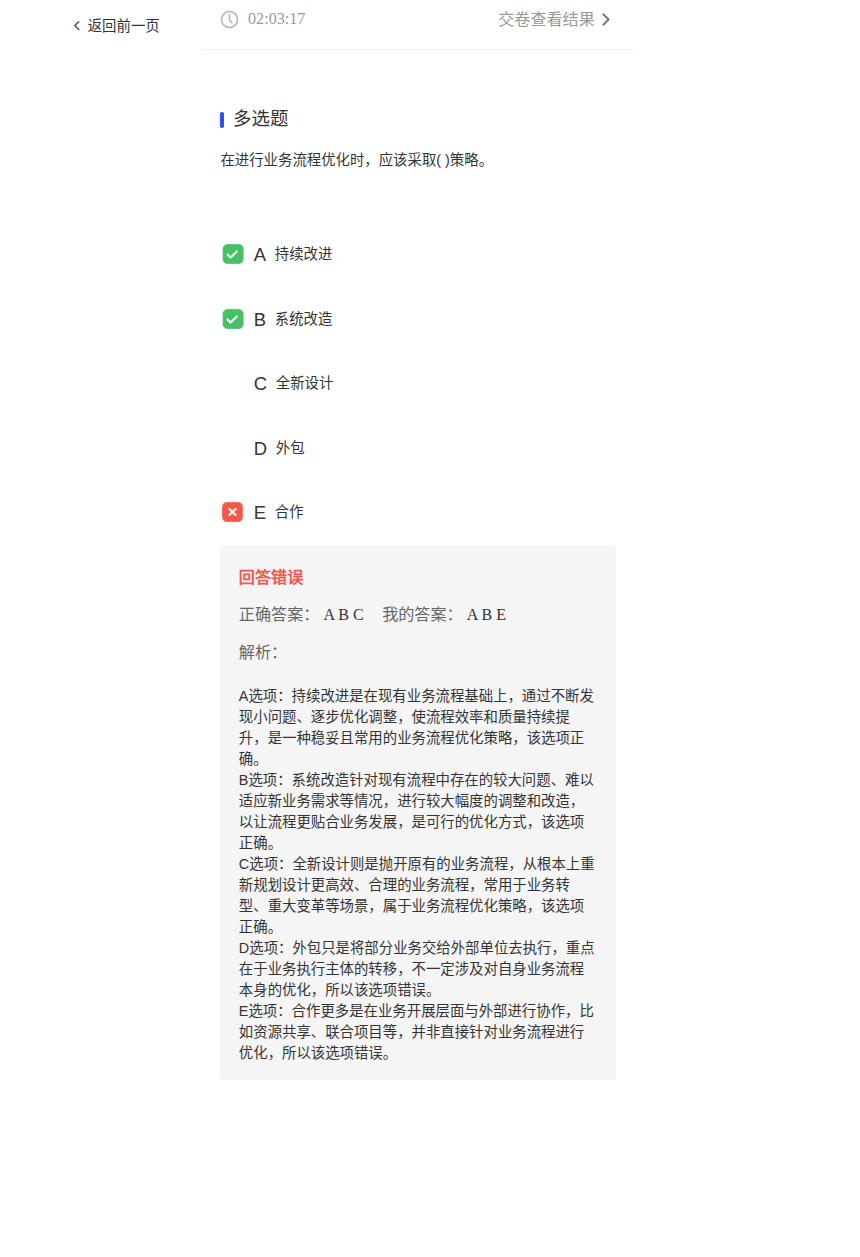 返回前一页
02:03:17 交卷查看结果
多选题
在进行业务流程优化时，应该采取( )策略。
A 持续改进
B 系统改造
C 全新设计
D 外包
E 合作
回答错误
正确答案： A B C 我的答案： A B E
解析：
A选项：持续改进是在现有业务流程基础上，通过不断发
现小问题、逐步优化调整，使流程效率和质量持续提
升，是一种稳妥且常用的业务流程优化策略，该选项正
确。
B选项：系统改造针对现有流程中存在的较大问题、难以
适应新业务需求等情况，进行较大幅度的调整和改造，
以让流程更贴合业务发展，是可行的优化方式，该选项
正确。
C选项：全新设计则是抛开原有的业务流程，从根本上重
新规划设计更高效、合理的业务流程，常用于业务转
型、重大变革等场景，属于业务流程优化策略，该选项
正确。
D选项：外包只是将部分业务交给外部单位去执行，重点
在于业务执行主体的转移，不一定涉及对自身业务流程
本身的优化，所以该选项错误。
E选项：合作更多是在业务开展层面与外部进行协作，比
如资源共享、联合项目等，并非直接针对业务流程进行
优化，所以该选项错误。